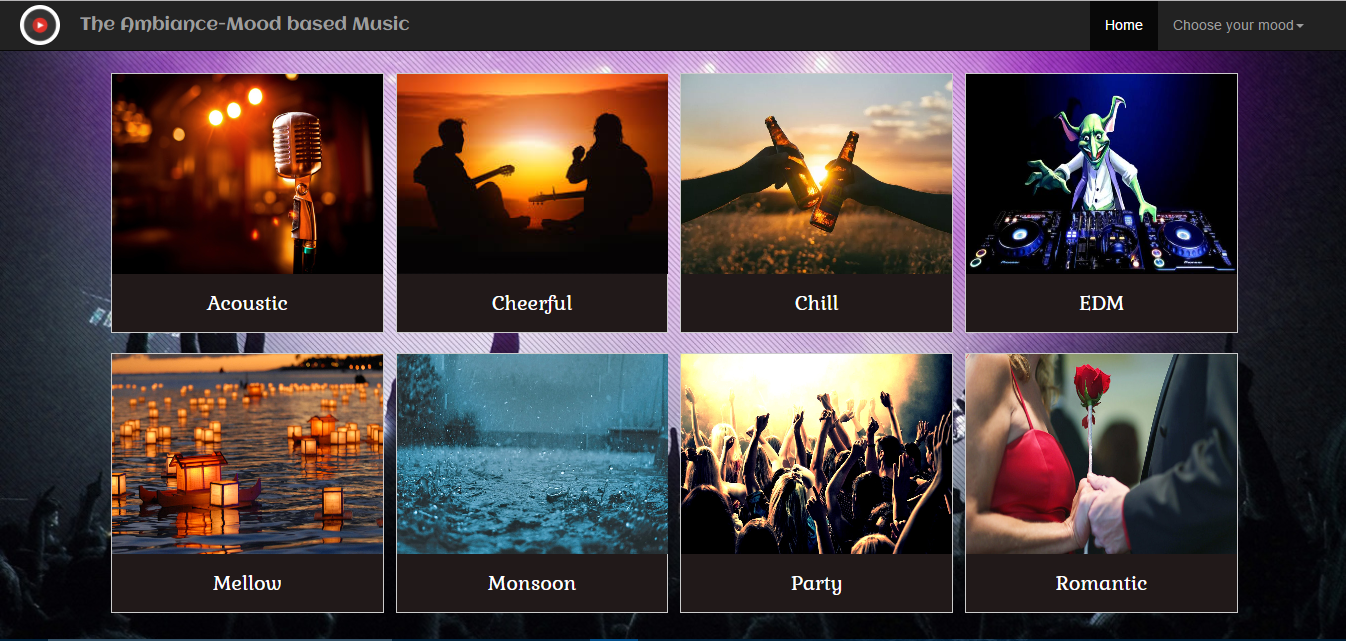 The Ambiance-Mood based Music
Home
Choose your mood
Acoustic
Cheerful
Chill
EDM
Mellow
Monsoon
Party
Romantic